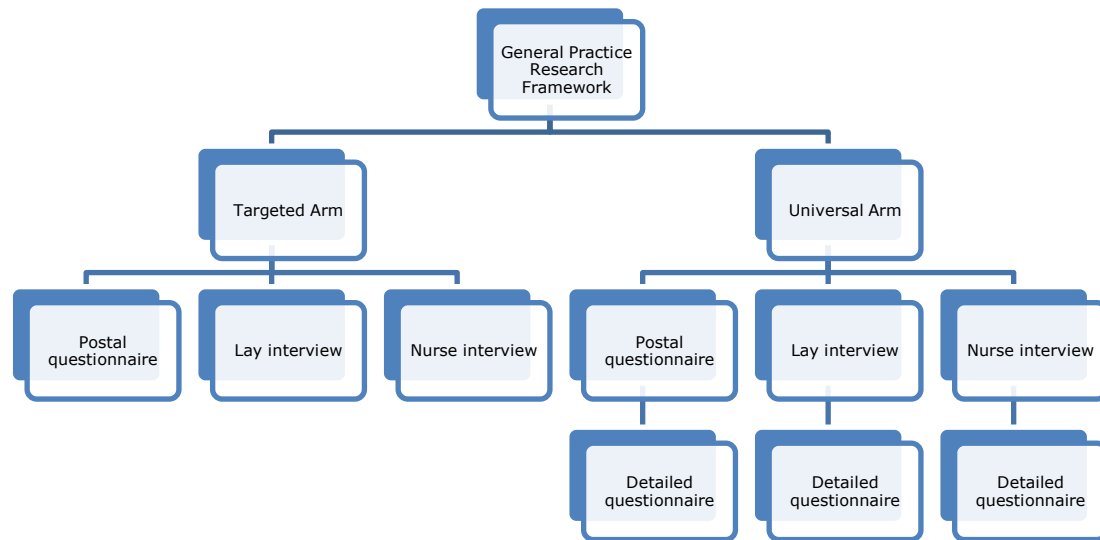 General Practice
Research
Framework
Targeted Arm
Universal Arm
Postal
questionnaire
Lay interview
Nurse interview
Postal
questionnaire
Lay interview
Nurse interview
Detailed
questionnaire
Detailed
questionnaire
Detailed
questionnaire